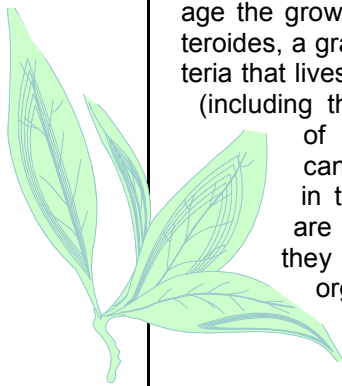 age the grow
teroides, a gra
teria that lives
(including th
of
can
in t
are
they
org